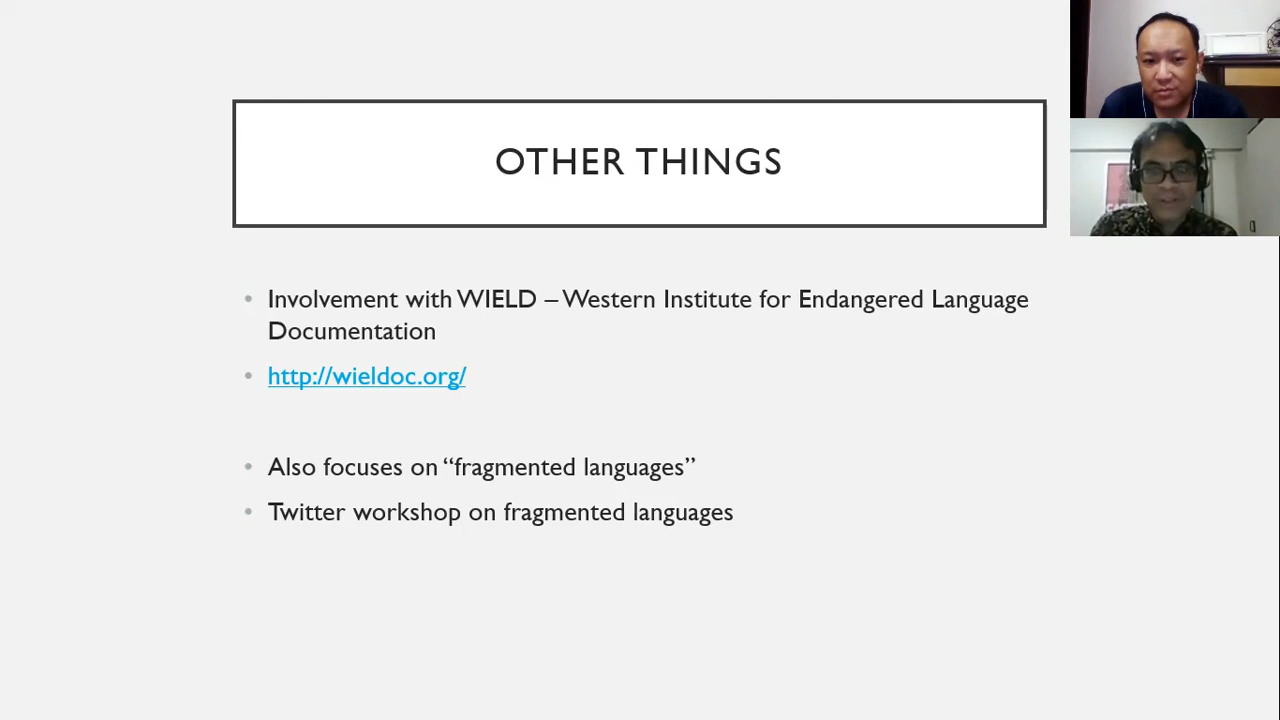 OTHER THINGS
• Involvement with WIELD – Western Institute for Endangered Language
Documentation
• http://wieldoc.org/
• Also focuses on “fragmented languages”
• Twitter workshop on fragmented languages